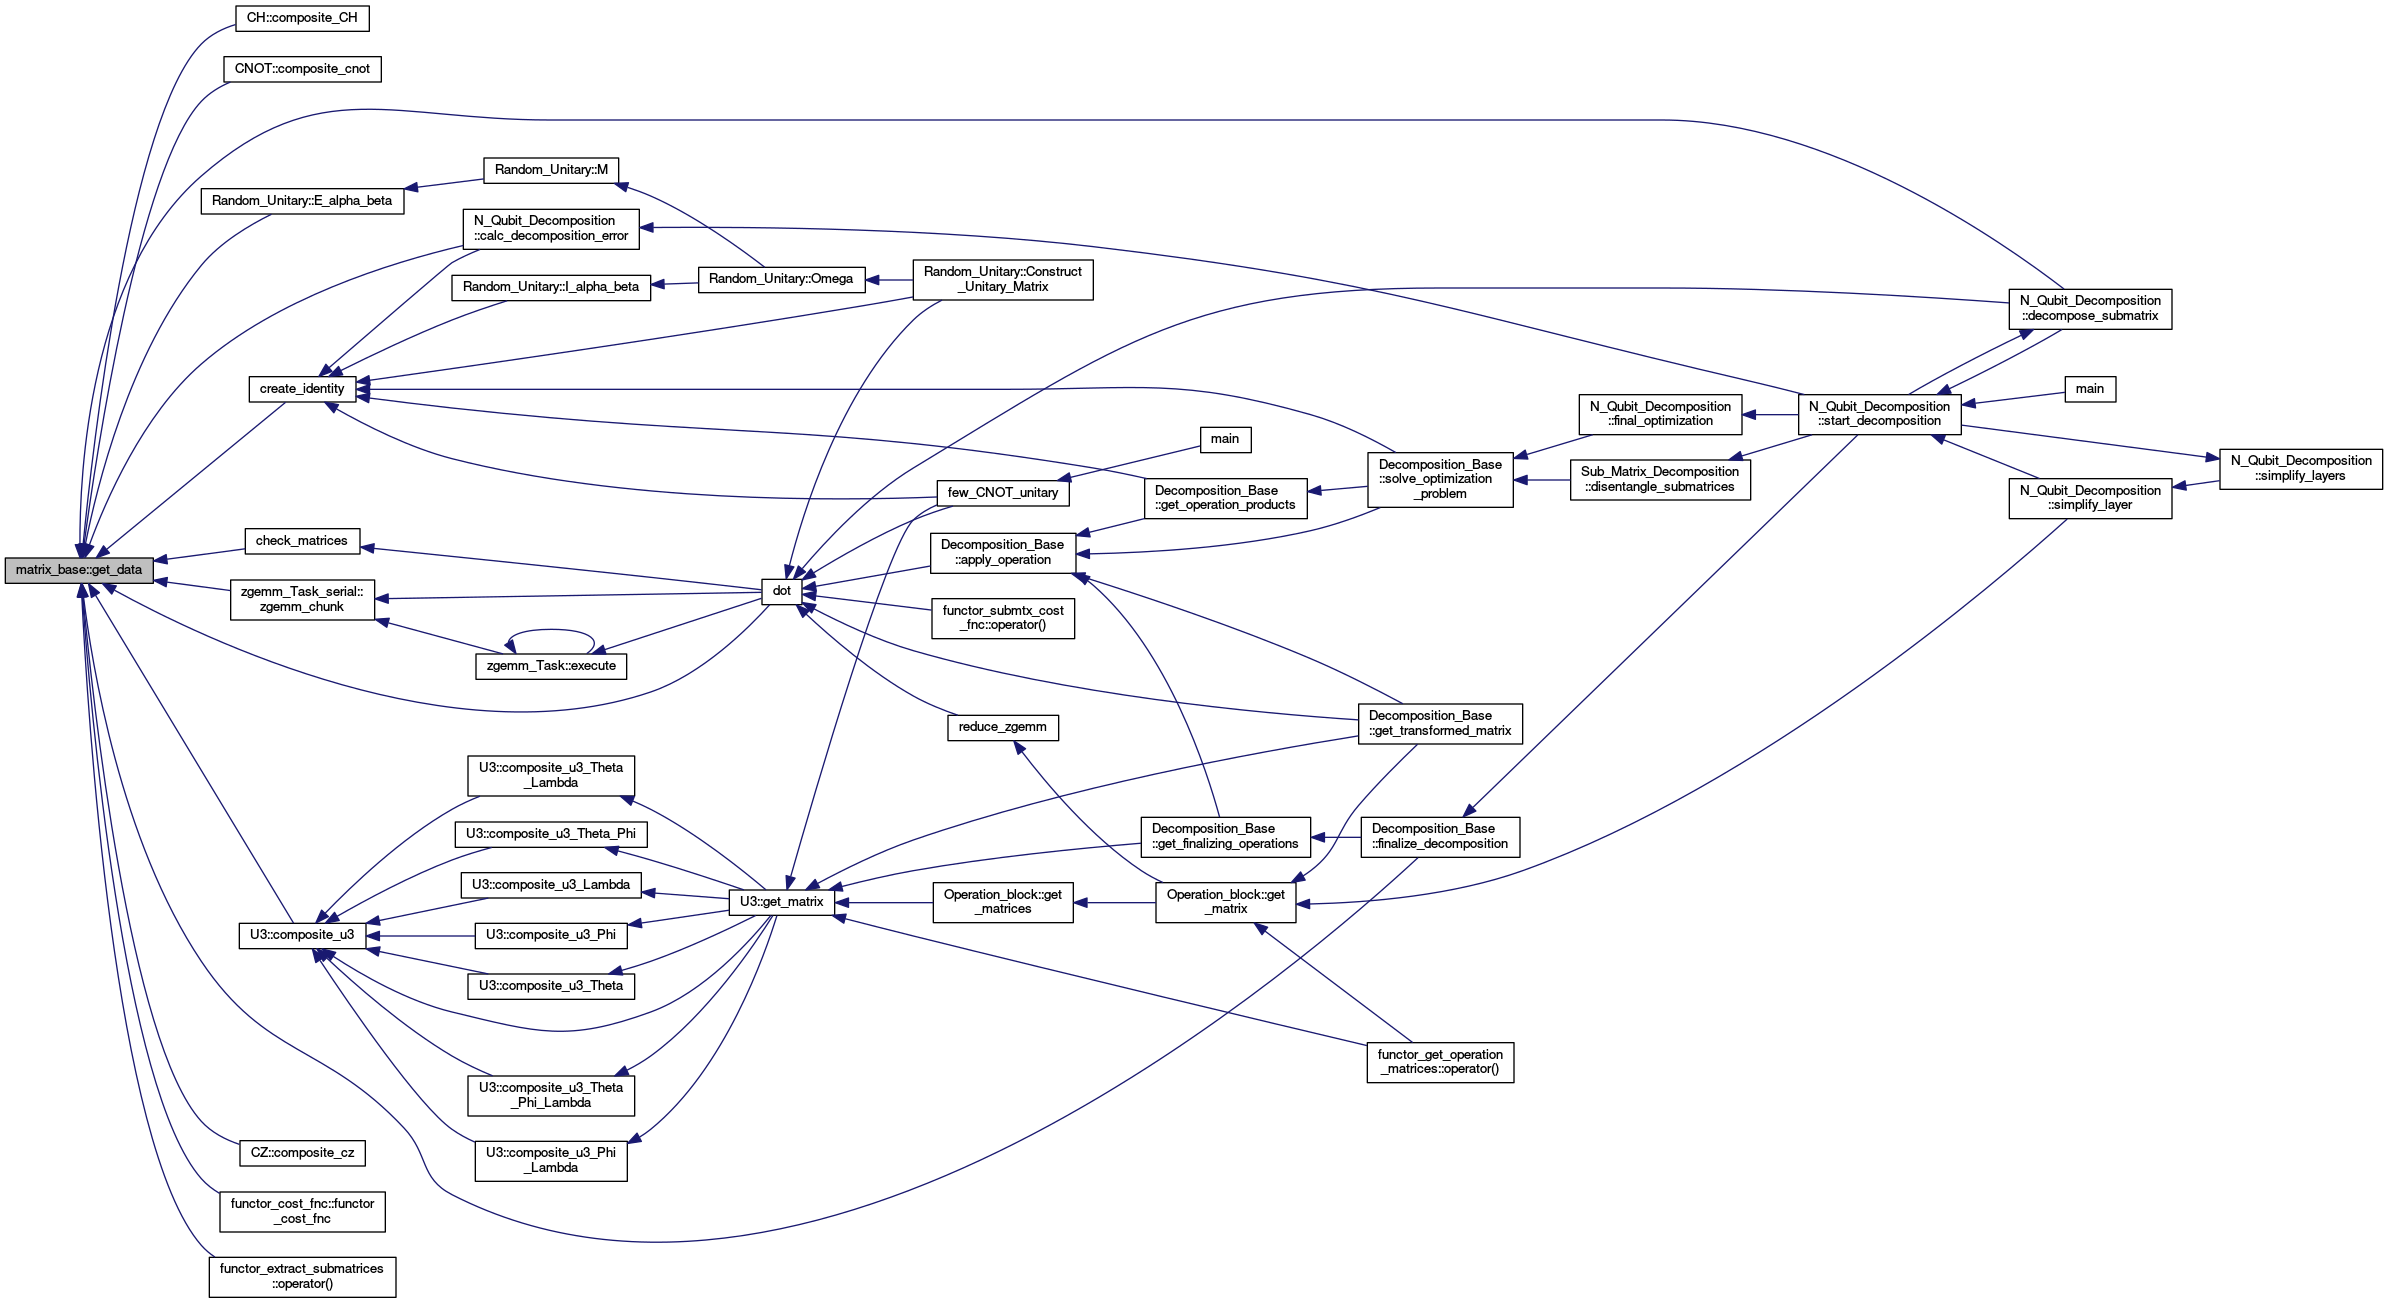 CH::composite_CH
CNOT::composite_cnot
Random_Unitary::M
Random_Unitary::E_alpha_beta
N_Qubit_Decomposition
::calc_decomposition_error
Random_Unitary::Construct
_Unitary_Matrix
Random_Unitary::Omega
Random_Unitary::I_alpha_beta
N_Qubit_Decomposition
::decompose_submatrix
create_identity
main
N_Qubit_Decomposition
::final_optimization
N_Qubit_Decomposition
::start_decomposition
main
Decomposition_Base
::solve_optimization
_problem
Sub_Matrix_Decomposition
::disentangle_submatrices
N_Qubit_Decomposition
::simplify_layers
few_CNOT_unitary
Decomposition_Base
::get_operation_products
N_Qubit_Decomposition
::simplify_layer
check_matrices
Decomposition_Base
::apply_operation
matrix_base::get_data
zgemm_Task_serial::
zgemm_chunk
dot
functor_submtx_cost
_fnc::operator()
zgemm_Task::execute
reduce_zgemm
Decomposition_Base
::get_transformed_matrix
U3::composite_u3_Theta
_Lambda
U3::composite_u3_Theta_Phi
Decomposition_Base
::get_finalizing_operations
Decomposition_Base
::finalize_decomposition
U3::composite_u3_Lambda
U3::get_matrix
Operation_block::get
_matrices
Operation_block::get
_matrix
U3::composite_u3
U3::composite_u3_Phi
U3::composite_u3_Theta
functor_get_operation
_matrices::operator()
U3::composite_u3_Theta
_Phi_Lambda
CZ::composite_cz
U3::composite_u3_Phi
_Lambda
functor_cost_fnc::functor
_cost_fnc
functor_extract_submatrices
::operator()